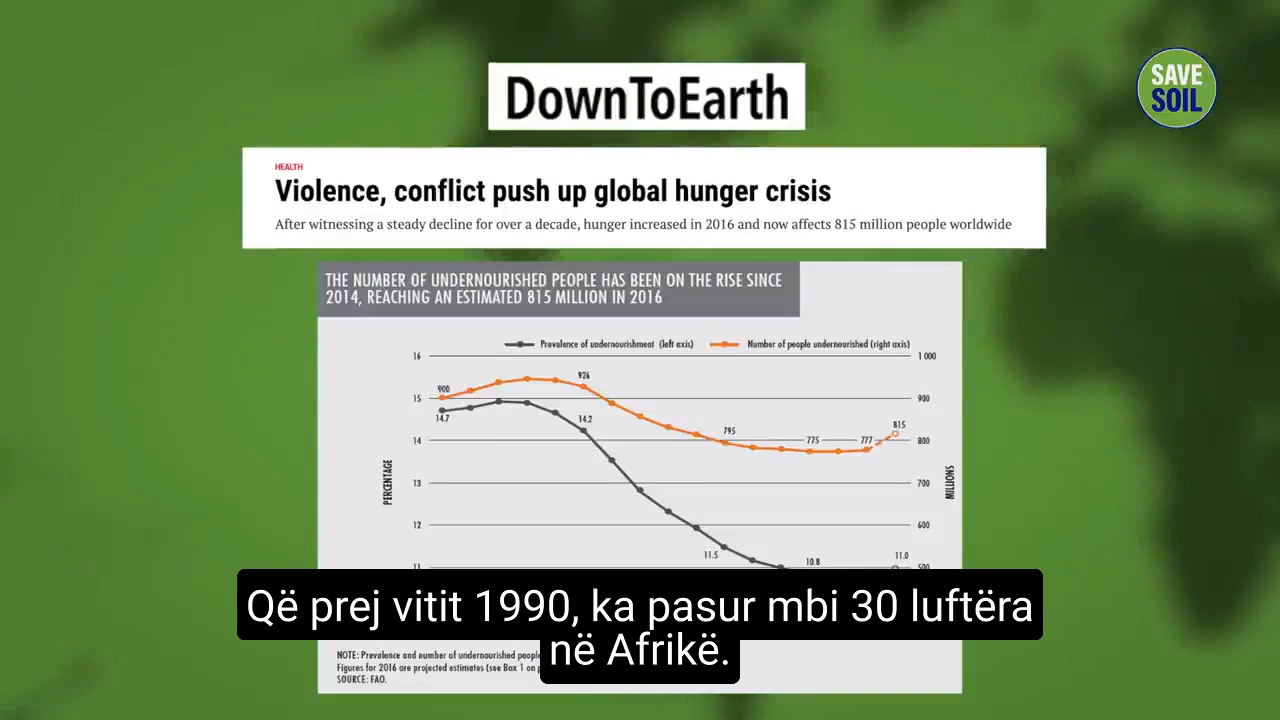 DownToEarth
SAVE
SOIL
HEALTH
Violence, conflict push up global hunger crisis
After witnessing a steady decline for over a decade, hunger increased in 2016 and now affects 815 million people worldwide
THE NUMBER OF UNDERNOURISHED PEOPLE HAS BEEN ON THE RISE SINCE
2014, REACHING AN ESTIMATED 815 MILLION IN 2016
Prevalence of undernourishment (left axis) Number of people undernourished (right axis)
16 1 000
900 926
15 900
14.7 14.2 795 775 777 815
14 800
PERCENTAGE MILLIONS
13 700
12 600
11.5 10.8 11.0
11 500
Që prej vitit 1990, ka pasur mbi 30 luftëra
në Afrikë.
NOTE: Prevalence and number of undernourished people
Figures for 2016 are projected estimates (see Box 1 on
SOURCE: FAO.